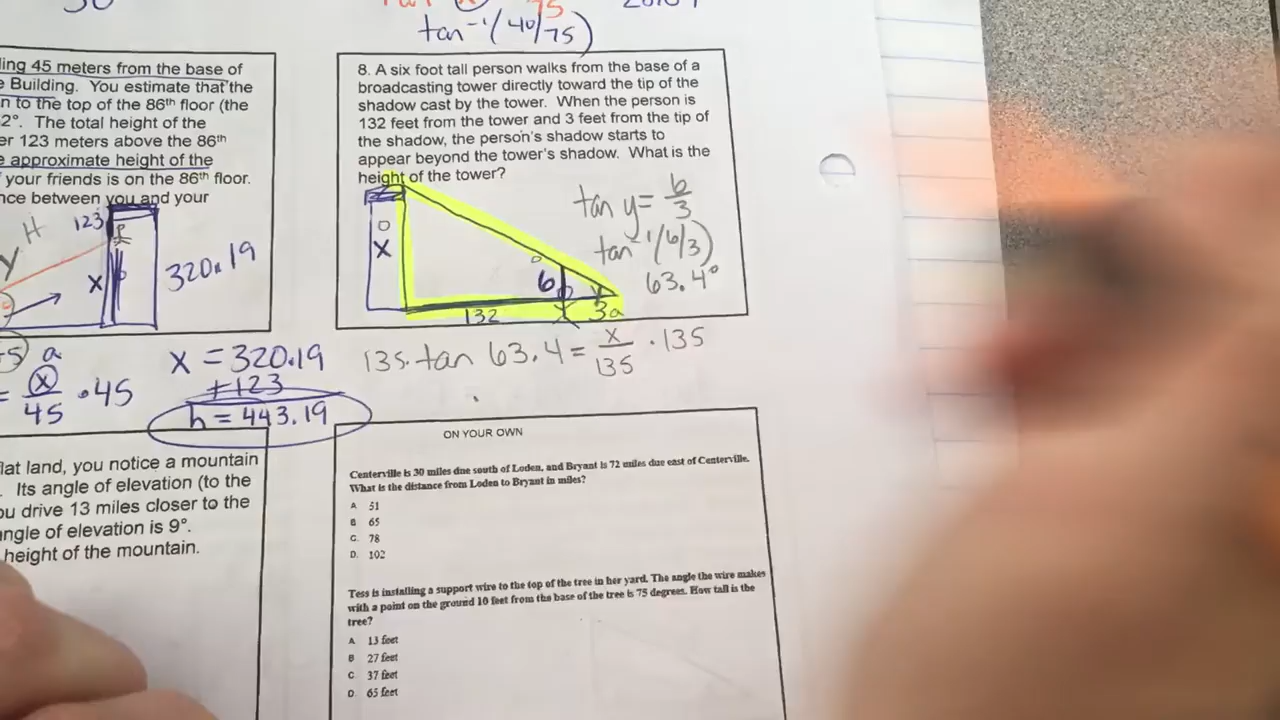 tan⁻¹(40/75)
75
ling 45 meters from the base of
Building. You estimate that the
n to the top of the 86th floor (the
2°. The total height of the
er 123 meters above the 86th
approximate height of the
your friends is on the 86th floor.
nce between you and your
H
y
123
x
320.19
a
= x/45 · 45
x = 320.19
+123
h = 443.19
8. A six foot tall person walks from the base of a
broadcasting tower directly toward the tip of the
shadow cast by the tower. When the person is
132 feet from the tower and 3 feet from the tip of
the shadow, the person's shadow starts to
appear beyond the tower's shadow. What is the
height of the tower?
o
x
o
6
y
132
3a
tan y = 6/3
tan⁻¹(6/3)
63.4°
135· tan 63.4 = x/135 · 135
lat land, you notice a mountain
. Its angle of elevation (to the
ou drive 13 miles closer to the
angle of elevation is 9°.
height of the mountain.
ON YOUR OWN
Centerville is 30 miles due south of Loden, and Bryant is 72 miles due east of Centerville.
What is the distance from Loden to Bryant in miles?
A 51
B 65
C. 78
D. 102
Tess is installing a support wire to the top of the tree in her yard. The angle the wire makes
with a point on the ground 10 feet from the base of the tree is 75 degrees. How tall is the
tree?
A 13 feet
B 27 feet
C 37 feet
D 65 feet